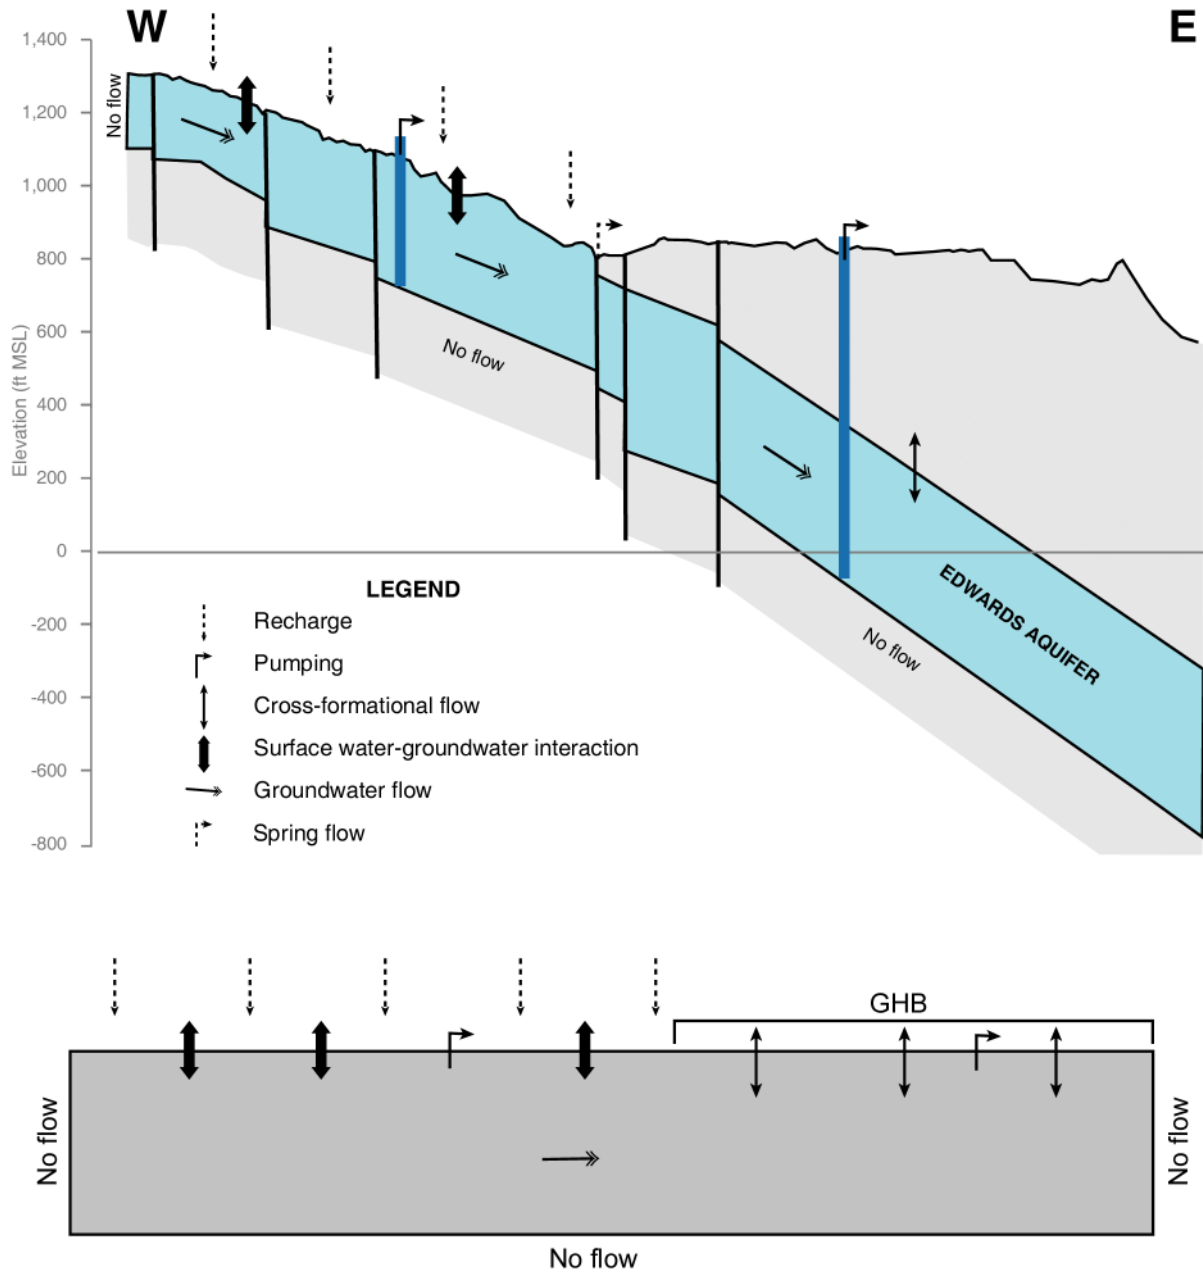 W
E
1,400
1,200
1,000
800
600
400
200
0
-200
-400
-600
-800
Elevation (ft MSL)
No flow
No flow
No flow
EDWARDS AQUIFER
LEGEND
Recharge
Pumping
Cross-formational flow
Surface water-groundwater interaction
Groundwater flow
Spring flow
GHB
No flow
No flow
No flow